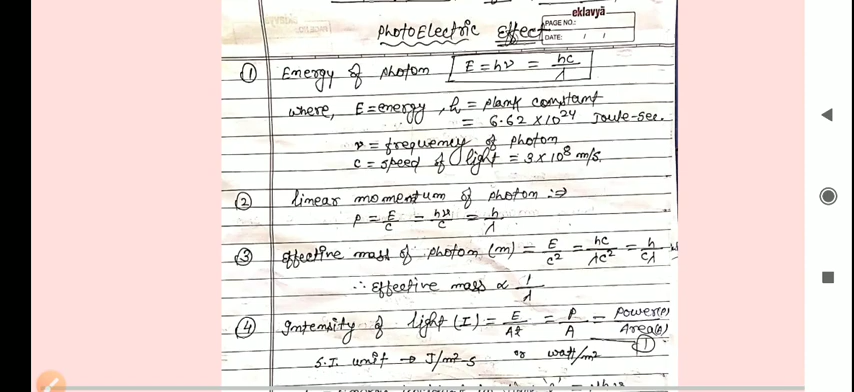 eklavyā
PAGE NO.:
DATE: / /
PhotoElectric Effect
① Energy of photon E = hν = hc/λ
where, E = energy, h = plank constant
= 6.62 × 10^24 Joule-sec.
ν = frequency of photon
c = speed of light = 3 × 10^8 m/s.
② linear momentum of photon :⇒
P = E/c = hν/c = h/λ
③ Effective mass of photon (m) = E/c² = hc/λc² = h/cλ
∴ Effective mass ∝ 1/λ
④ Intensity of light (I) = E/At = P/A = Power(P)/Area(A)
①
S.I. unit → J/m²-s or watt/m²